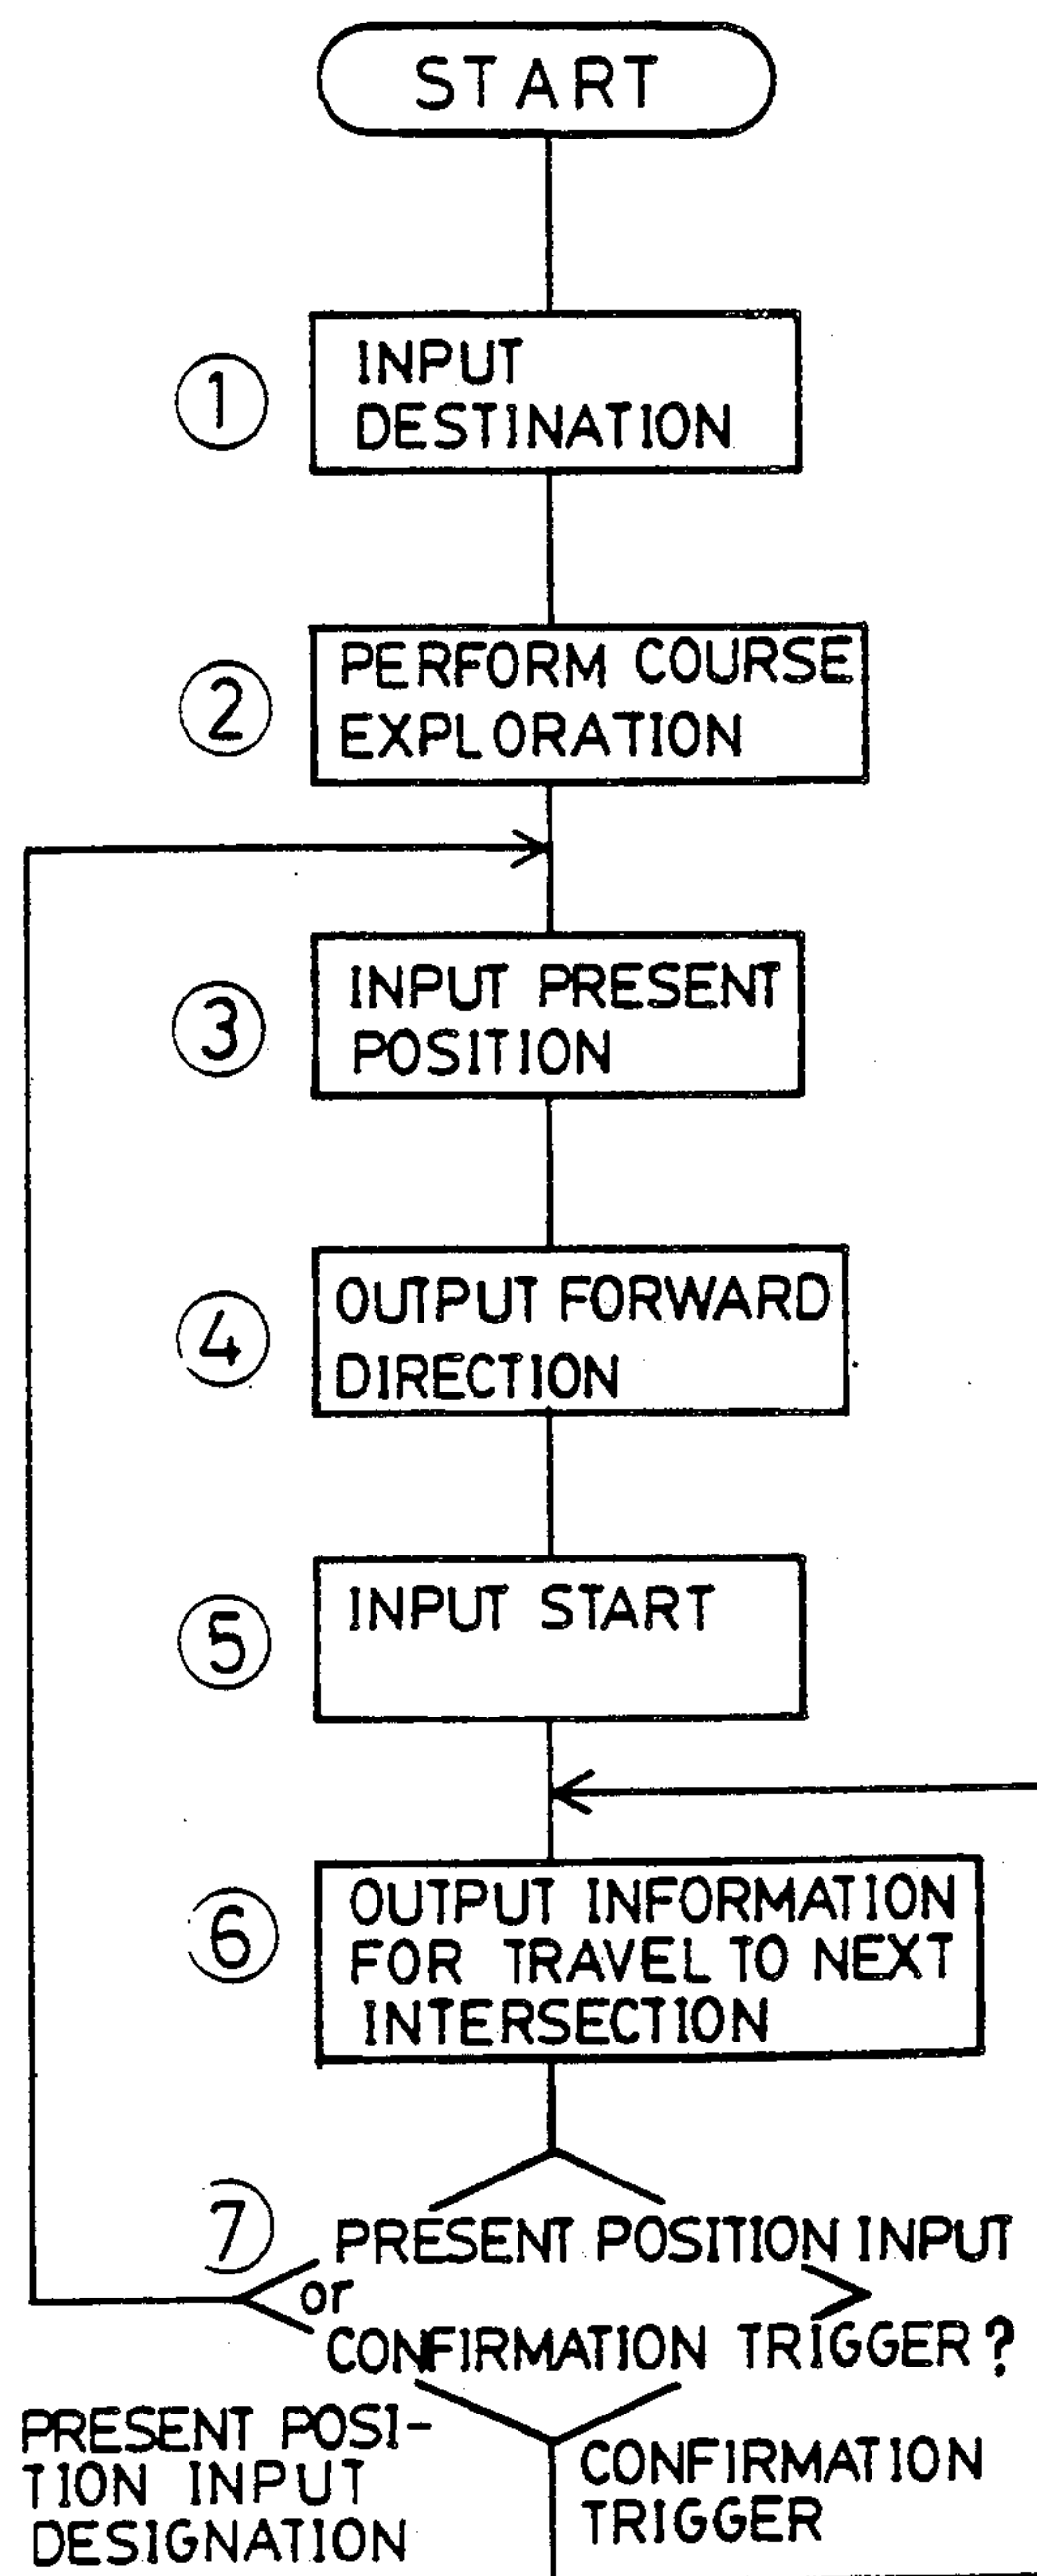 START
①
INPUT
DESTINATION
②
PERFORM COURSE
EXPLORATION
③
INPUT PRESENT
POSITION
④
OUTPUT FORWARD
DIRECTION
⑤
INPUT START
⑥
OUTPUT INFORMATION
FOR TRAVEL TO NEXT
INTERSECTION
⑦
PRESENT POSITION INPUT
or
CONFIRMATION TRIGGER?
PRESENT POSI-
TION INPUT
DESIGNATION
CONFIRMATION
TRIGGER